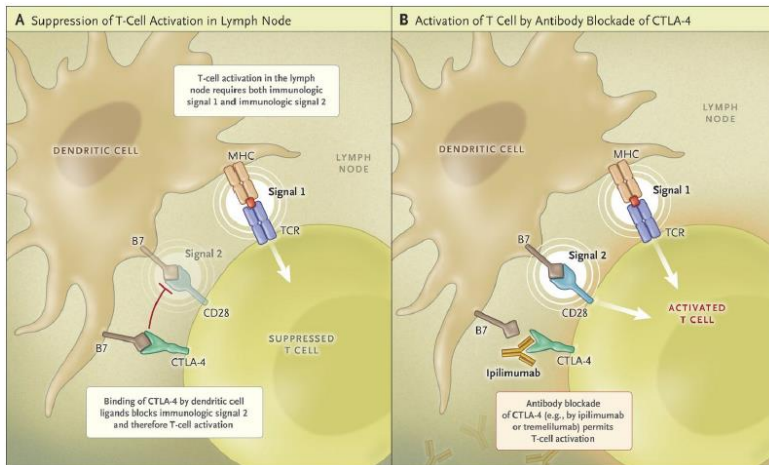 A Suppression of T-Cell Activation in Lymph Node
T-cell activation in the lymph
node requires both immunologic
signal 1 and immunologic signal 2
DENDRITIC CELL
LYMPH
NODE
MHC
Signal 1
TCR
B7
Signal 2
CD28
SUPPRESSED
T CELL
B7
CTLA-4
Binding of CTLA-4 by dendritic cell
ligands blocks immunologic signal 2
and therefore T-cell activation
B Activation of T Cell by Antibody Blockade of CTLA-4
LYMPH
NODE
DENDRITIC CELL
MHC
Signal 1
TCR
B7
Signal 2
CD28
ACTIVATED
T CELL
B7
CTLA-4
Ipilimumab
Antibody blockade
of CTLA-4 (e.g., by ipilimumab
or tremelilumab) permits
T-cell activation